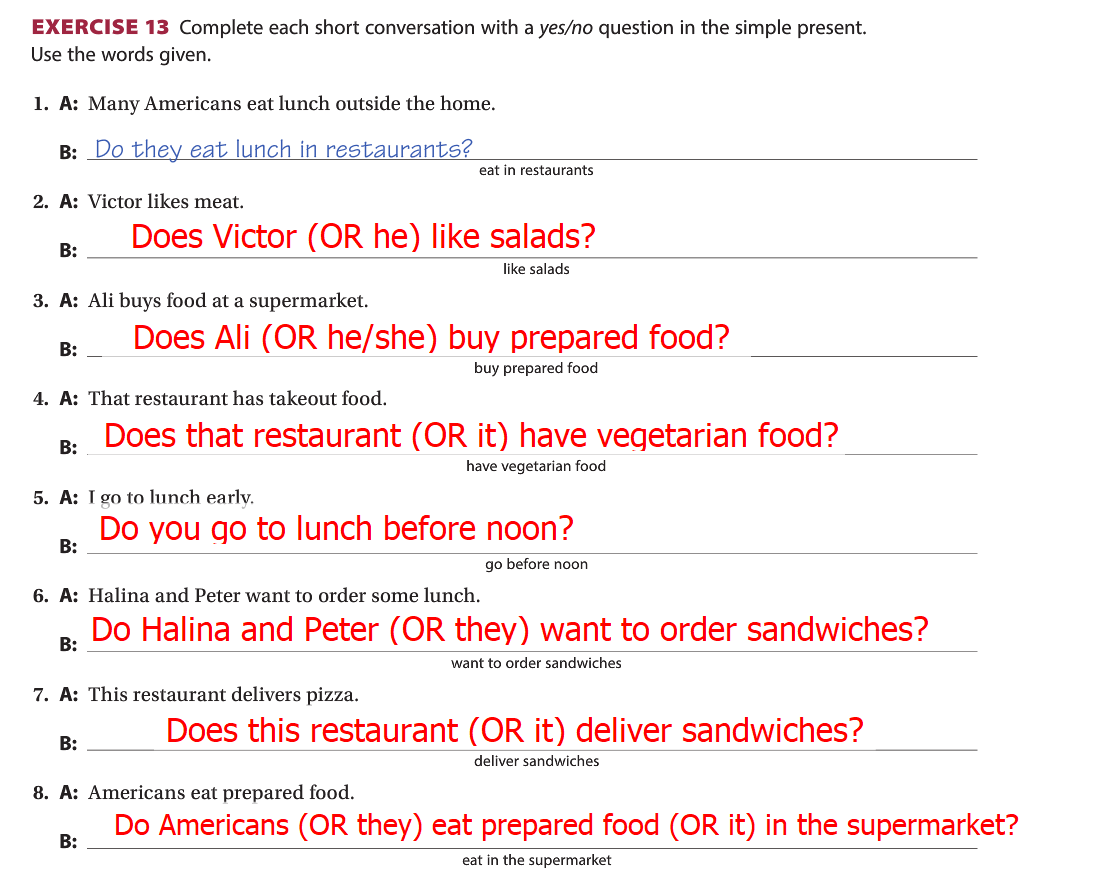 EXERCISE 13 Complete each short conversation with a yes/no question in the simple present.
Use the words given.
1. A: Many Americans eat lunch outside the home.
B: Do they eat lunch in restaurants?
eat in restaurants
2. A: Victor likes meat.
B: Does Victor (OR he) like salads?
like salads
3. A: Ali buys food at a supermarket.
B: Does Ali (OR he/she) buy prepared food?
buy prepared food
4. A: That restaurant has takeout food.
B: Does that restaurant (OR it) have vegetarian food?
have vegetarian food
5. A: I go to lunch early.
B: Do you go to lunch before noon?
go before noon
6. A: Halina and Peter want to order some lunch.
B: Do Halina and Peter (OR they) want to order sandwiches?
want to order sandwiches
7. A: This restaurant delivers pizza.
B: Does this restaurant (OR it) deliver sandwiches?
deliver sandwiches
8. A: Americans eat prepared food.
B: Do Americans (OR they) eat prepared food (OR it) in the supermarket?
eat in the supermarket